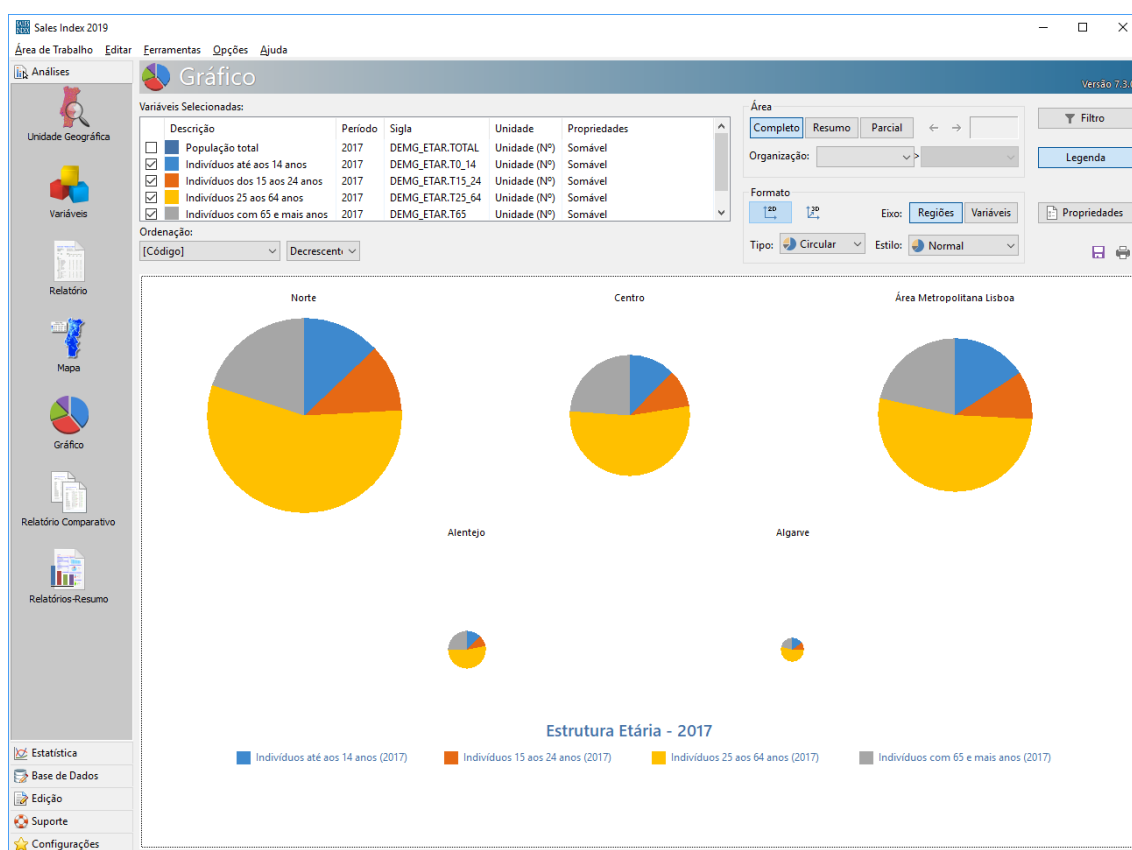 Sales Index 2019
Área de Trabalho Editar Ferramentas Opções Ajuda
Análises
Unidade Geográfica
Variáveis
Relatório
Mapa
Gráfico
Relatório Comparativo
Relatórios-Resumo
Estatística
Base de Dados
Edição
Suporte
Configurações
Gráfico
Versão 7.3.
Variáveis Selecionadas:
Descrição Período Sigla Unidade Propriedades
População total 2017 DEMG_ETAR.TOTAL Unidade (Nº) Somável
Indivíduos até aos 14 anos 2017 DEMG_ETAR.T0_14 Unidade (Nº) Somável
Indivíduos dos 15 aos 24 anos 2017 DEMG_ETAR.T15_24 Unidade (Nº) Somável
Indivíduos 25 aos 64 anos 2017 DEMG_ETAR.T25_64 Unidade (Nº) Somável
Indivíduos com 65 e mais anos 2017 DEMG_ETAR.T65 Unidade (Nº) Somável
Ordenação:
[Código] Decrescent
Área
Completo Resumo Parcial
Organização: >
Formato
2D 3D Eixo: Regiões Variáveis
Tipo: Circular Estilo: Normal
Filtro
Legenda
Propriedades
Norte Centro Área Metropolitana Lisboa
Alentejo Algarve
Estrutura Etária - 2017
Indivíduos até aos 14 anos (2017) Indivíduos 15 aos 24 anos (2017) Indivíduos 25 aos 64 anos (2017) Indivíduos com 65 e mais anos (2017)